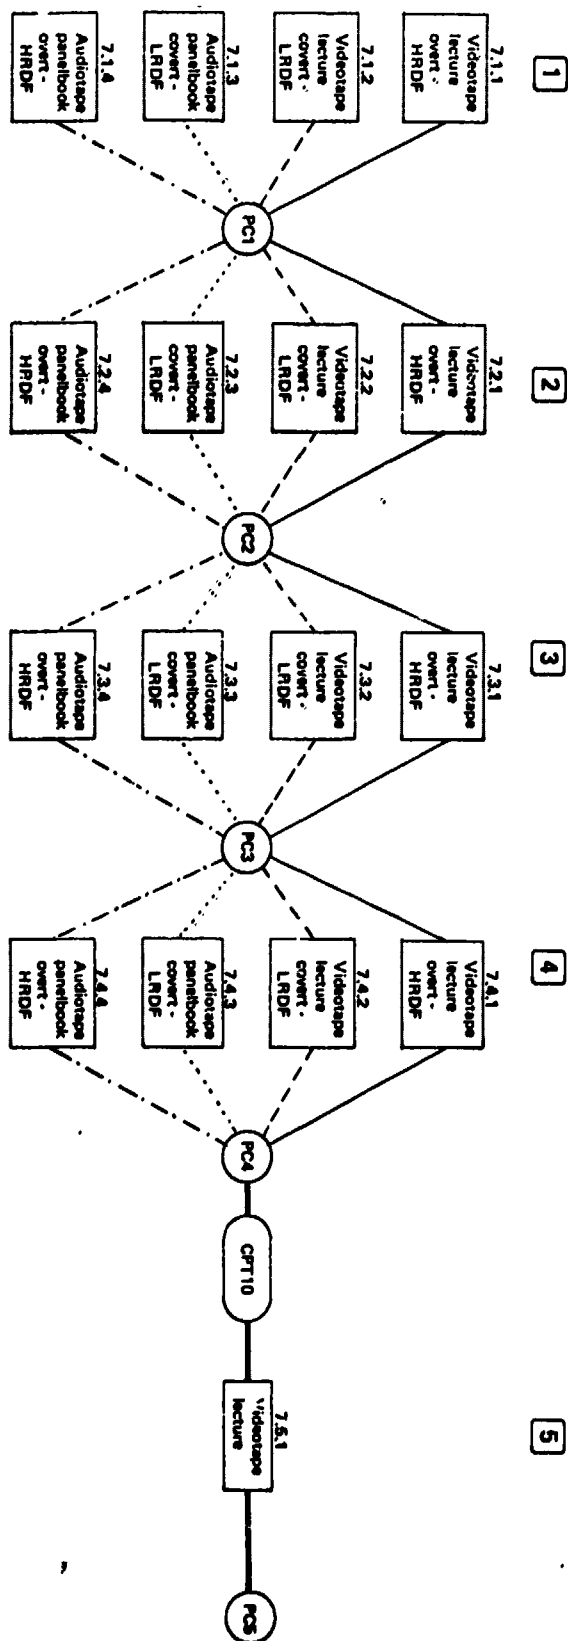 1
7.1.1
Videotape
lecture
overt -
HRDF
7.1.2
Videotape
lecture
covert -
LRDF
7.1.3
Audiotape
panelbook
covert -
LRDF
7.1.4
Audiotape
panelbook
overt -
HRDF
PC1
2
7.2.1
Videotape
lecture
overt -
HRDF
7.2.2
Videotape
lecture
covert -
LRDF
7.2.3
Audiotape
panelbook
covert -
LRDF
7.2.4
Audiotape
panelbook
overt -
HRDF
PC2
3
7.3.1
Videotape
lecture
overt -
HRDF
7.3.2
Videotape
lecture
covert -
LRDF
7.3.3
Audiotape
panelbook
covert -
LRDF
7.3.4
Audiotape
panelbook
overt -
HRDF
PC3
4
7.4.1
Videotape
lecture
overt -
HRDF
7.4.2
Videotape
lecture
covert -
LRDF
7.4.3
Audiotape
panelbook
covert -
LRDF
7.4.4
Audiotape
panelbook
overt -
HRDF
PC4
CPT10
5
7.5.1
Videotape
lecture
PC5